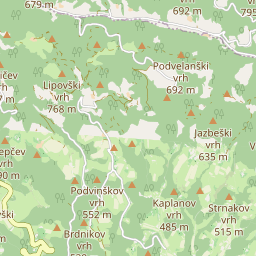 679 m
692 m
Podvelanški
vrh
692 m
Lipovški
vrh
768 m
795
Jazbeški
vrh
635 m
Podvinškov
vrh
552 m
Brdnikov
vrh
Kaplanov
vrh
485 m
Strnakov
vrh
515 m